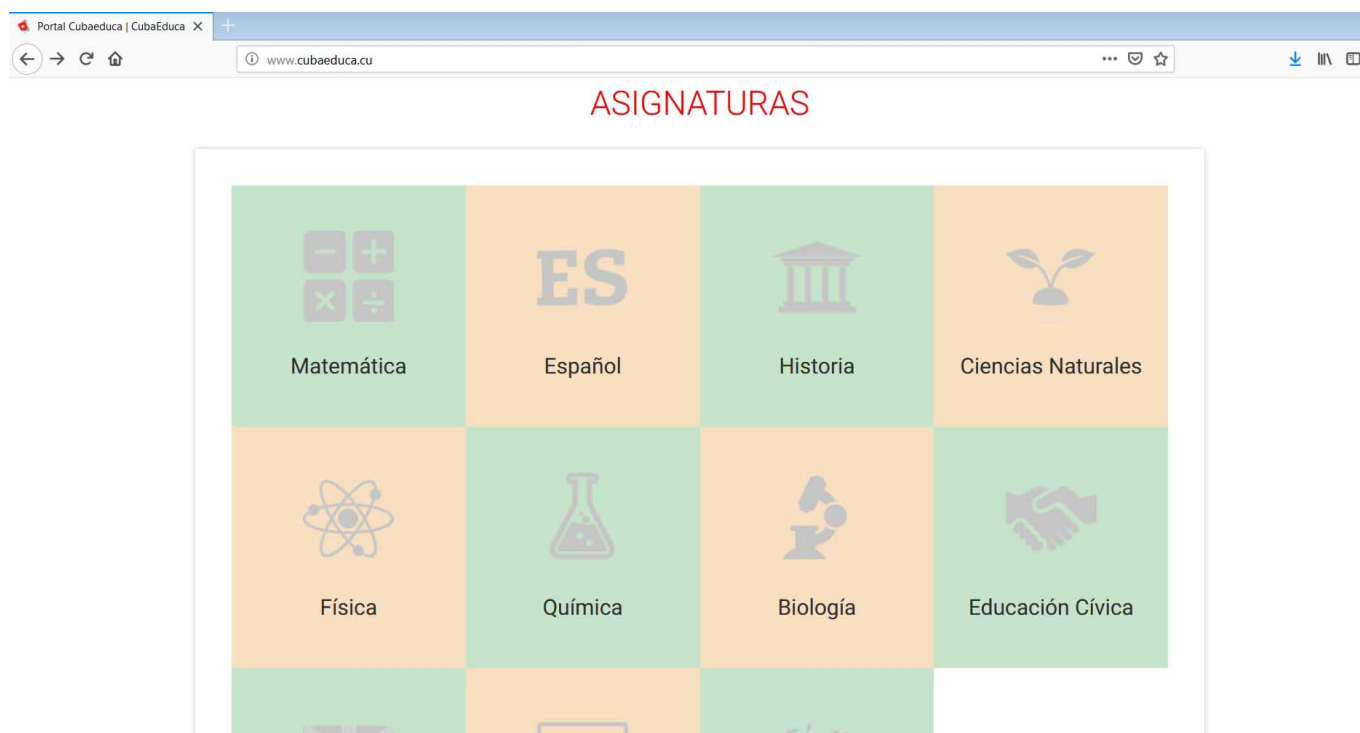 Portal Cubaeduca | CubaEduca
www.cubaeduca.cu
ASIGNATURAS
ES
Matemática
Español
Historia
Ciencias Naturales
Física
Química
Biología
Educación Cívica